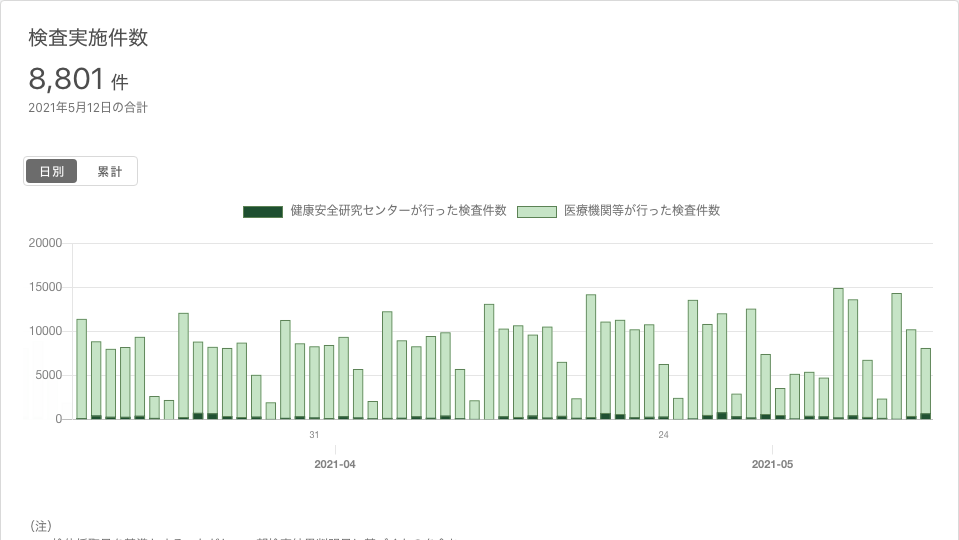 検査実施件数
8,801 件
2021年5月12日の合計
日別 累計
健康安全研究センターが行った検査件数 医療機関等が行った検査件数
20000
15000
10000
5000
0
31 24
2021-04 2021-05
（注）